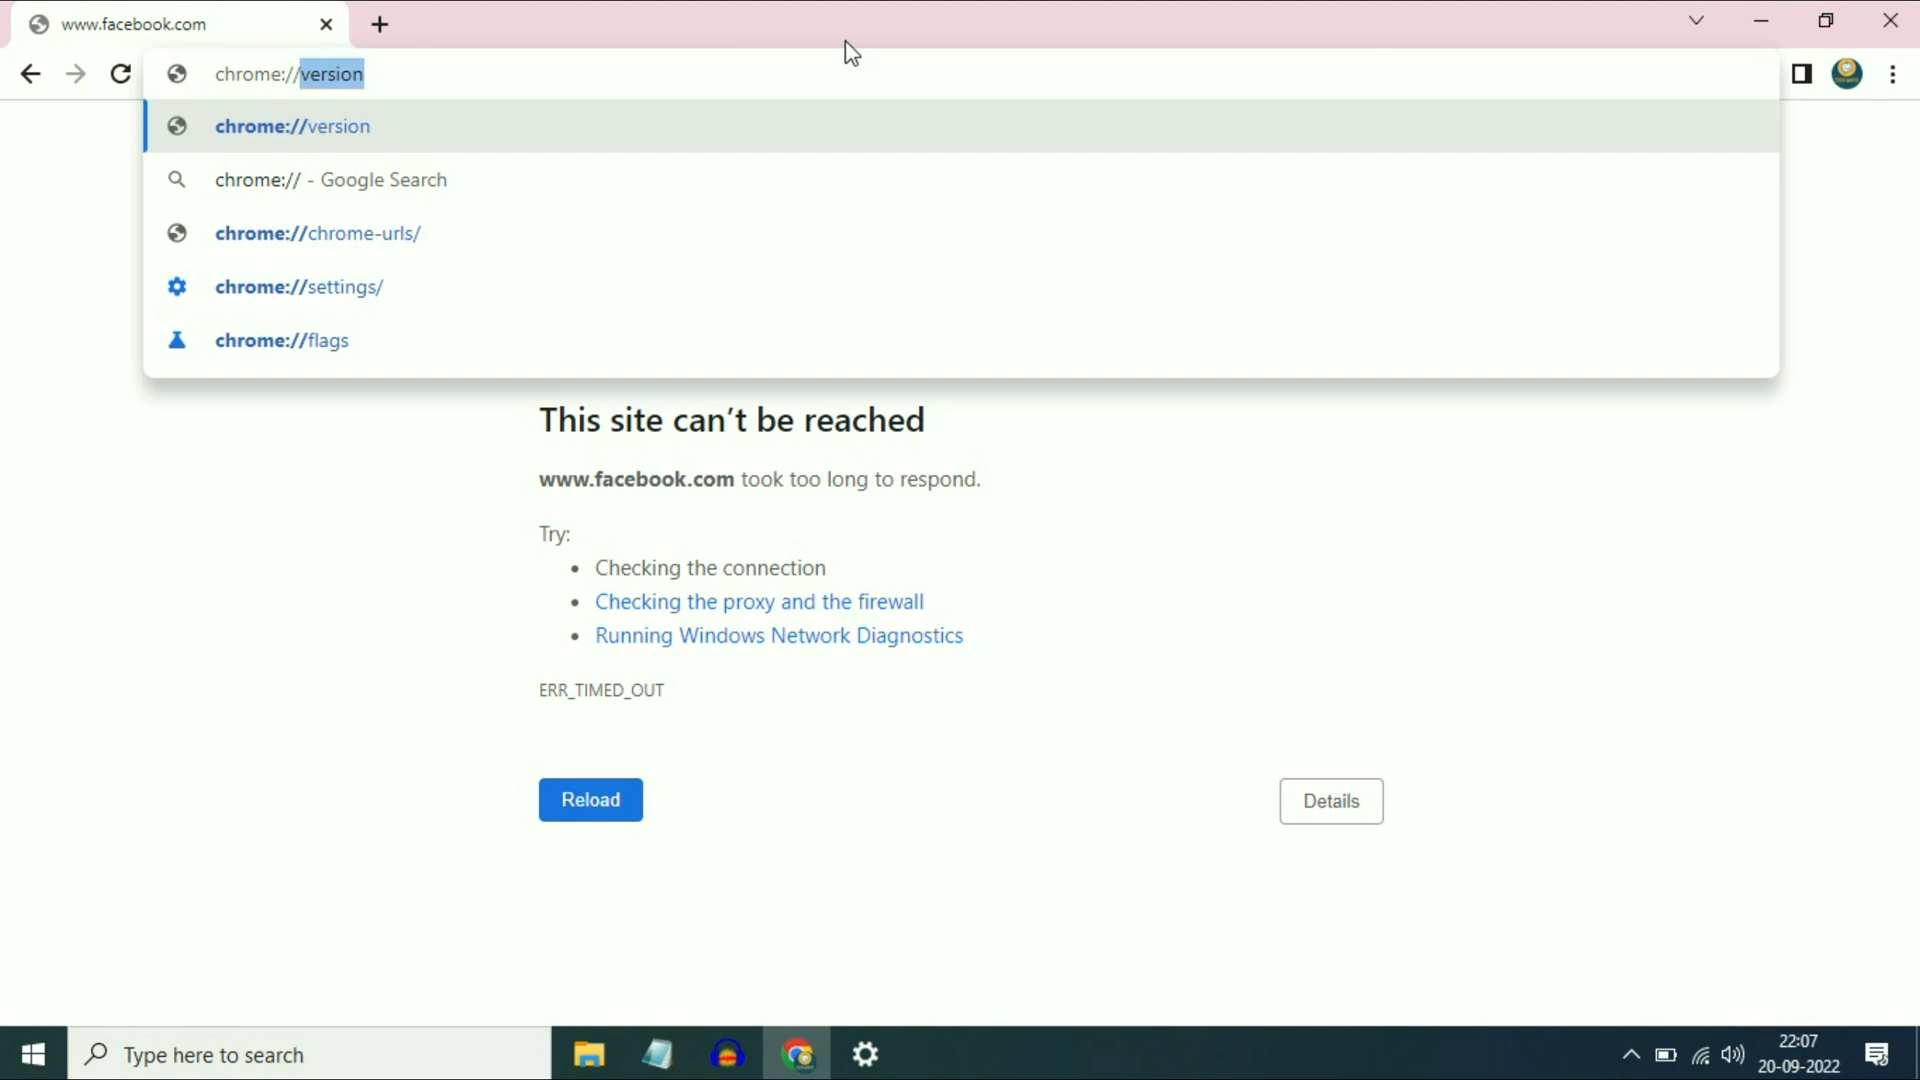 www.facebook.com
chrome://version
chrome://version
chrome:// - Google Search
chrome://chrome-urls/
chrome://settings/
chrome://flags
This site can’t be reached
www.facebook.com took too long to respond.
Try:
Checking the connection
Checking the proxy and the firewall
Running Windows Network Diagnostics
ERR_TIMED_OUT
Reload
Details
Type here to search
22:07
20-09-2022